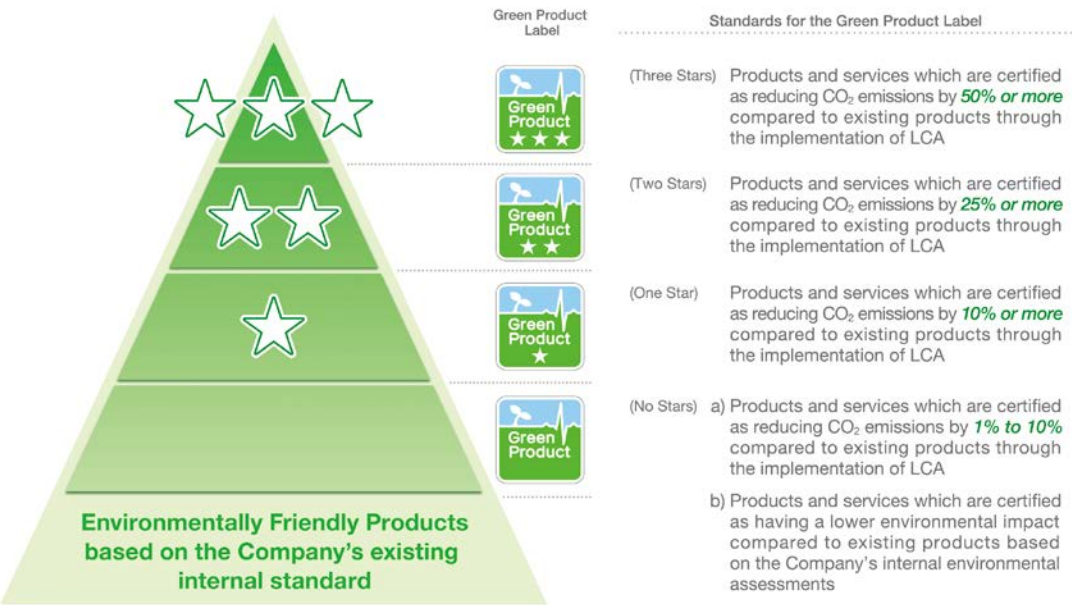 Green Product
Label
Standards for the Green Product Label
Green
Product
(Three Stars) Products and services which are certified
as reducing CO₂ emissions by 50% or more
compared to existing products through
the implementation of LCA
Green
Product
(Two Stars) Products and services which are certified
as reducing CO₂ emissions by 25% or more
compared to existing products through
the implementation of LCA
Green
Product
(One Star) Products and services which are certified
as reducing CO₂ emissions by 10% or more
compared to existing products through
the implementation of LCA
Green
Product
(No Stars) a) Products and services which are certified
as reducing CO₂ emissions by 1% to 10%
compared to existing products through
the implementation of LCA
b) Products and services which are certified
as having a lower environmental impact
compared to existing products based
on the Company's internal environmental
assessments
Environmentally Friendly Products
based on the Company's existing
internal standard